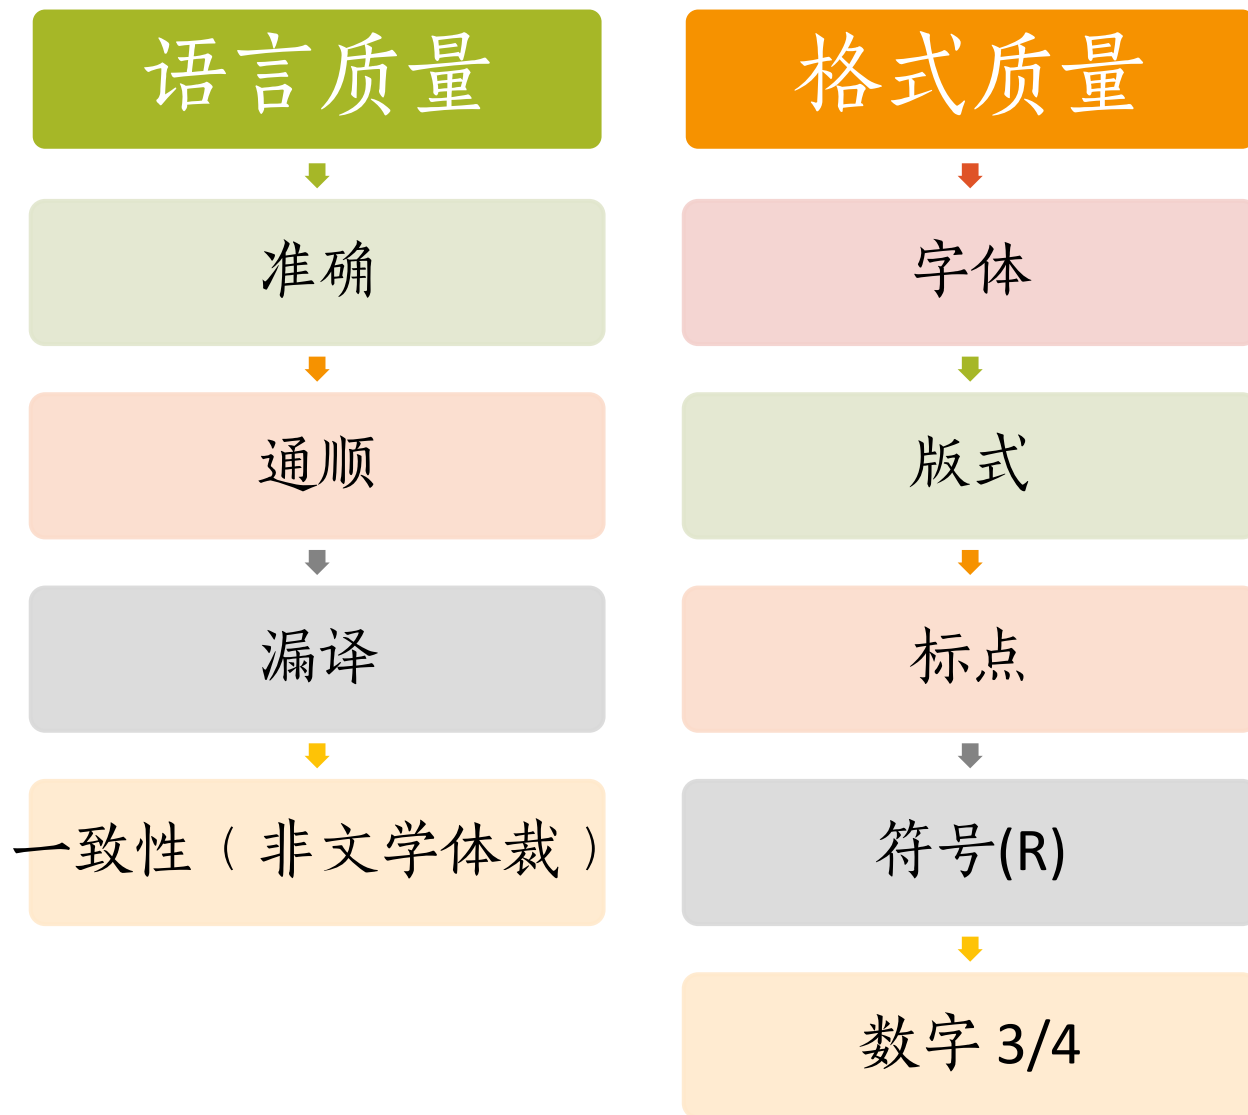 语言质量
准确
通顺
漏译
一致性（非文学体裁）
格式质量
字体
版式
标点
符号(R)
数字 3/4